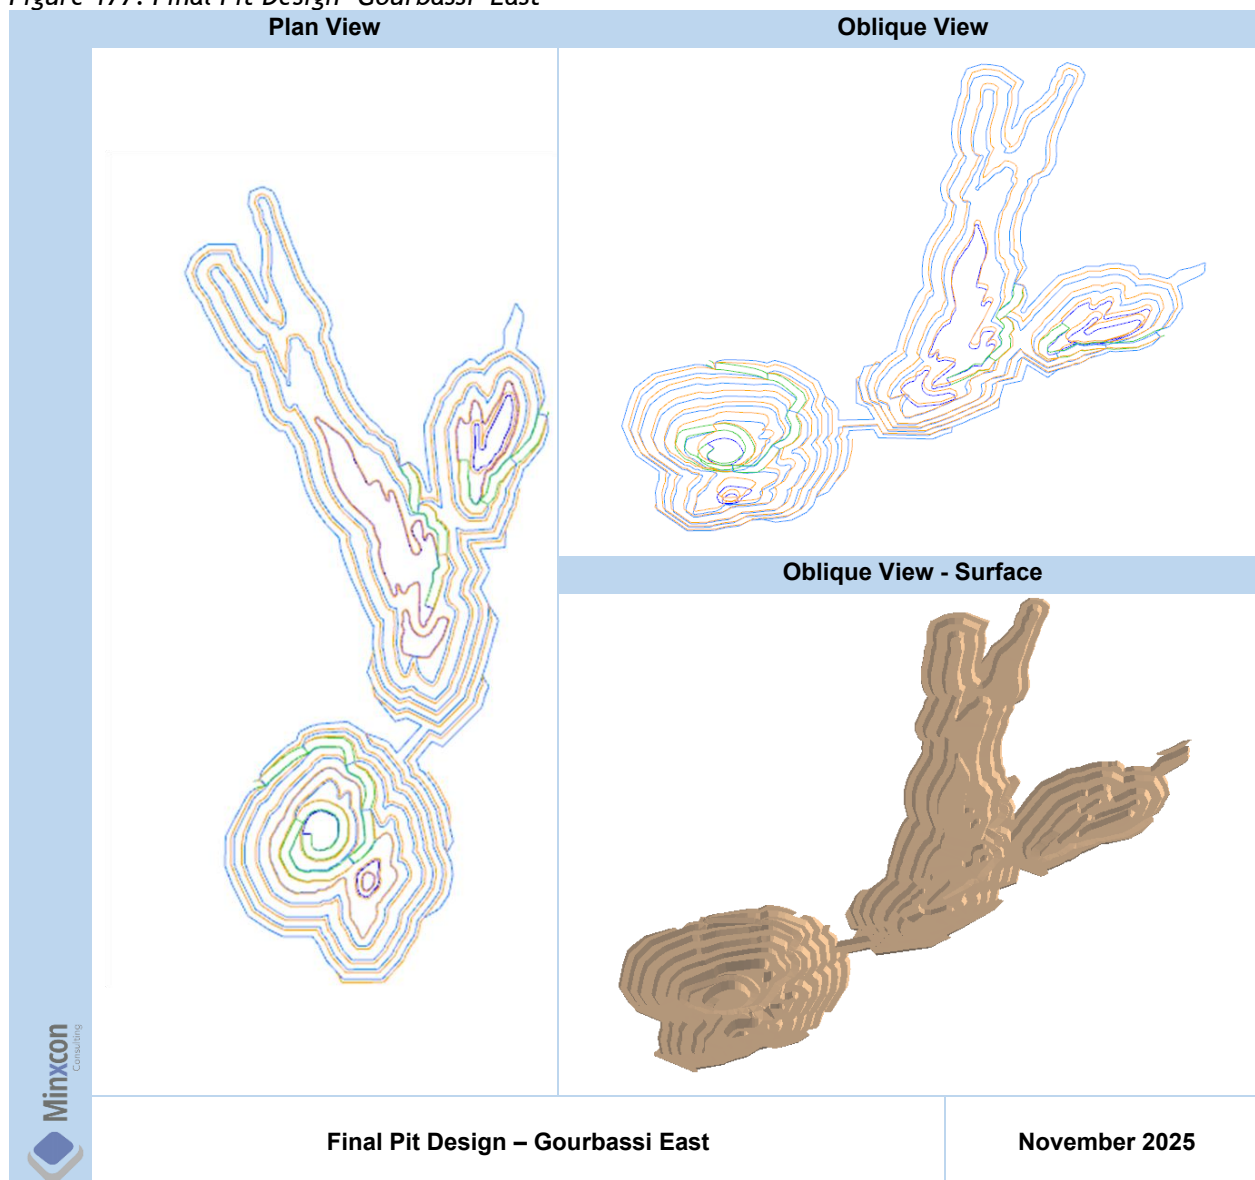 Figure 177: Final Pit Design- Gourbassi East
Plan View
Oblique View
Oblique View - Surface
Minxcon
Consulting
Final Pit Design – Gourbassi East
November 2025